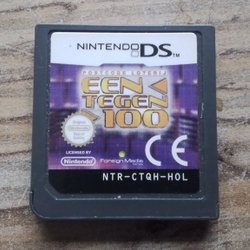 NINTENDO DS
POSTCODE LOTERIJ
EEN
TEGEN
100
LICENSED BY
Nintendo
Foreign Media
CE
NTR-CTQH-HOL